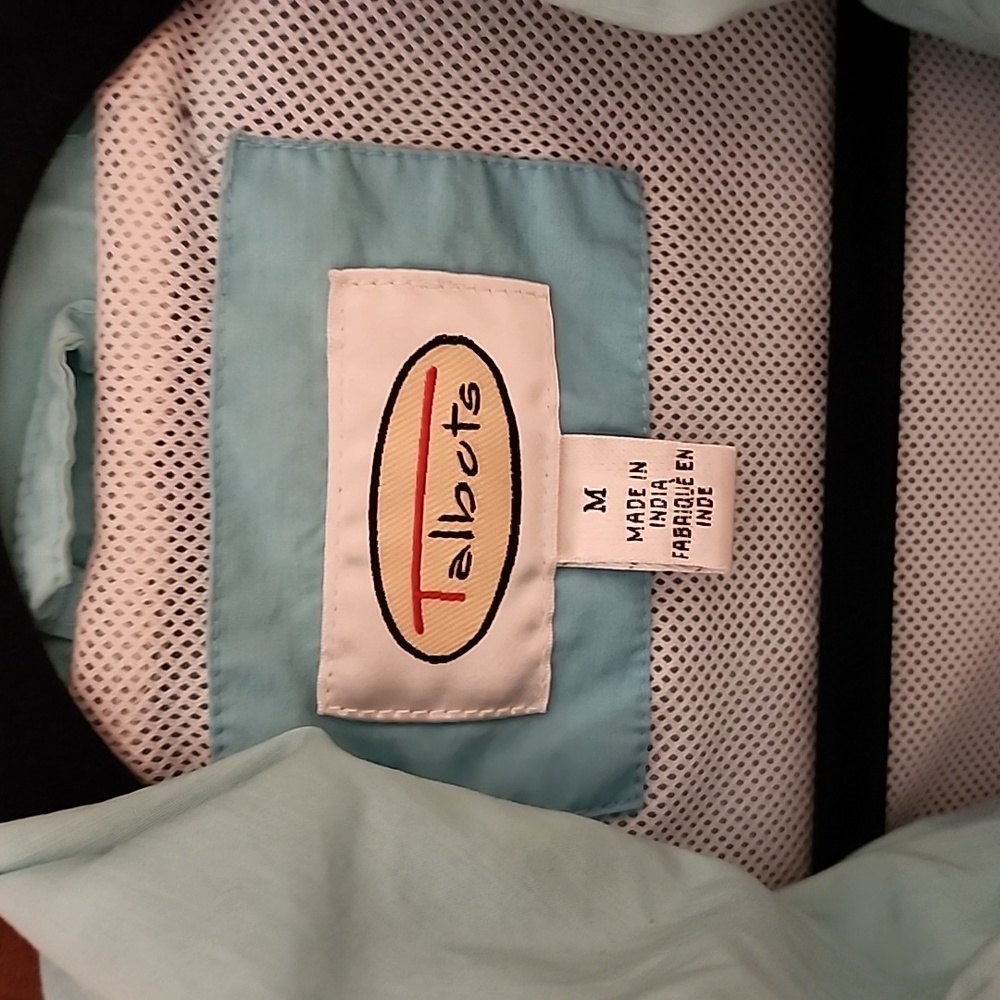 Talbots
M
MADE IN
INDIA
FABRIQUÉ EN
INDE